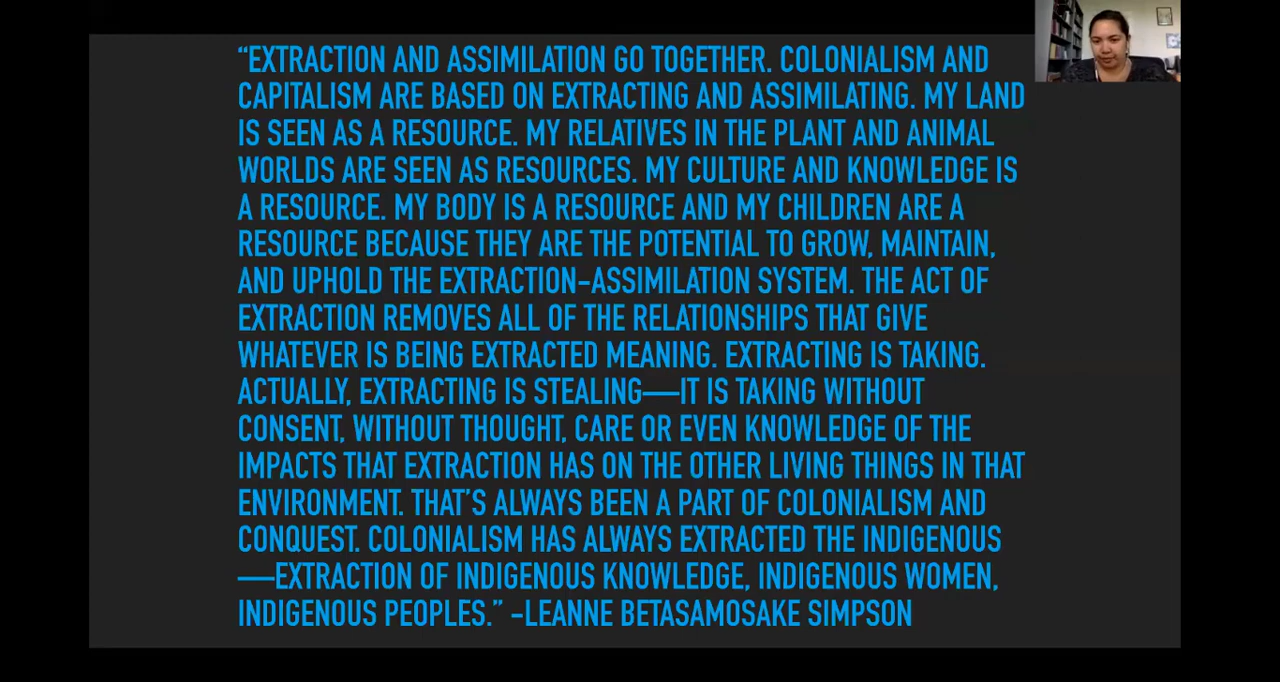 “EXTRACTION AND ASSIMILATION GO TOGETHER. COLONIALISM AND
CAPITALISM ARE BASED ON EXTRACTING AND ASSIMILATING. MY LAND
IS SEEN AS A RESOURCE. MY RELATIVES IN THE PLANT AND ANIMAL
WORLDS ARE SEEN AS RESOURCES. MY CULTURE AND KNOWLEDGE IS
A RESOURCE. MY BODY IS A RESOURCE AND MY CHILDREN ARE A
RESOURCE BECAUSE THEY ARE THE POTENTIAL TO GROW, MAINTAIN,
AND UPHOLD THE EXTRACTION-ASSIMILATION SYSTEM. THE ACT OF
EXTRACTION REMOVES ALL OF THE RELATIONSHIPS THAT GIVE
WHATEVER IS BEING EXTRACTED MEANING. EXTRACTING IS TAKING.
ACTUALLY, EXTRACTING IS STEALING—IT IS TAKING WITHOUT
CONSENT, WITHOUT THOUGHT, CARE OR EVEN KNOWLEDGE OF THE
IMPACTS THAT EXTRACTION HAS ON THE OTHER LIVING THINGS IN THAT
ENVIRONMENT. THAT’S ALWAYS BEEN A PART OF COLONIALISM AND
CONQUEST. COLONIALISM HAS ALWAYS EXTRACTED THE INDIGENOUS
—EXTRACTION OF INDIGENOUS KNOWLEDGE, INDIGENOUS WOMEN,
INDIGENOUS PEOPLES.” -LEANNE BETASAMOSAKE SIMPSON